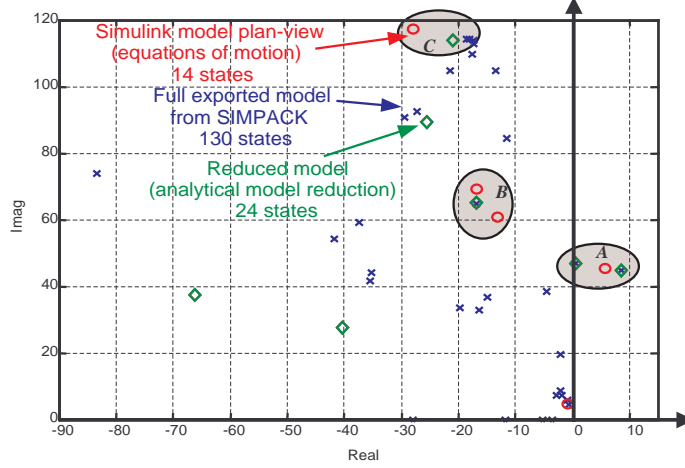 120
100
80
60
40
20
0
Imag
Simulink model plan-view
(equations of motion)
14 states
C
Full exported model
from SIMPACK
130 states
Reduced model
(analytical model reduction)
24 states
B
A
-90 -80 -70 -60 -50 -40 -30 -20 -10 0 10
Real